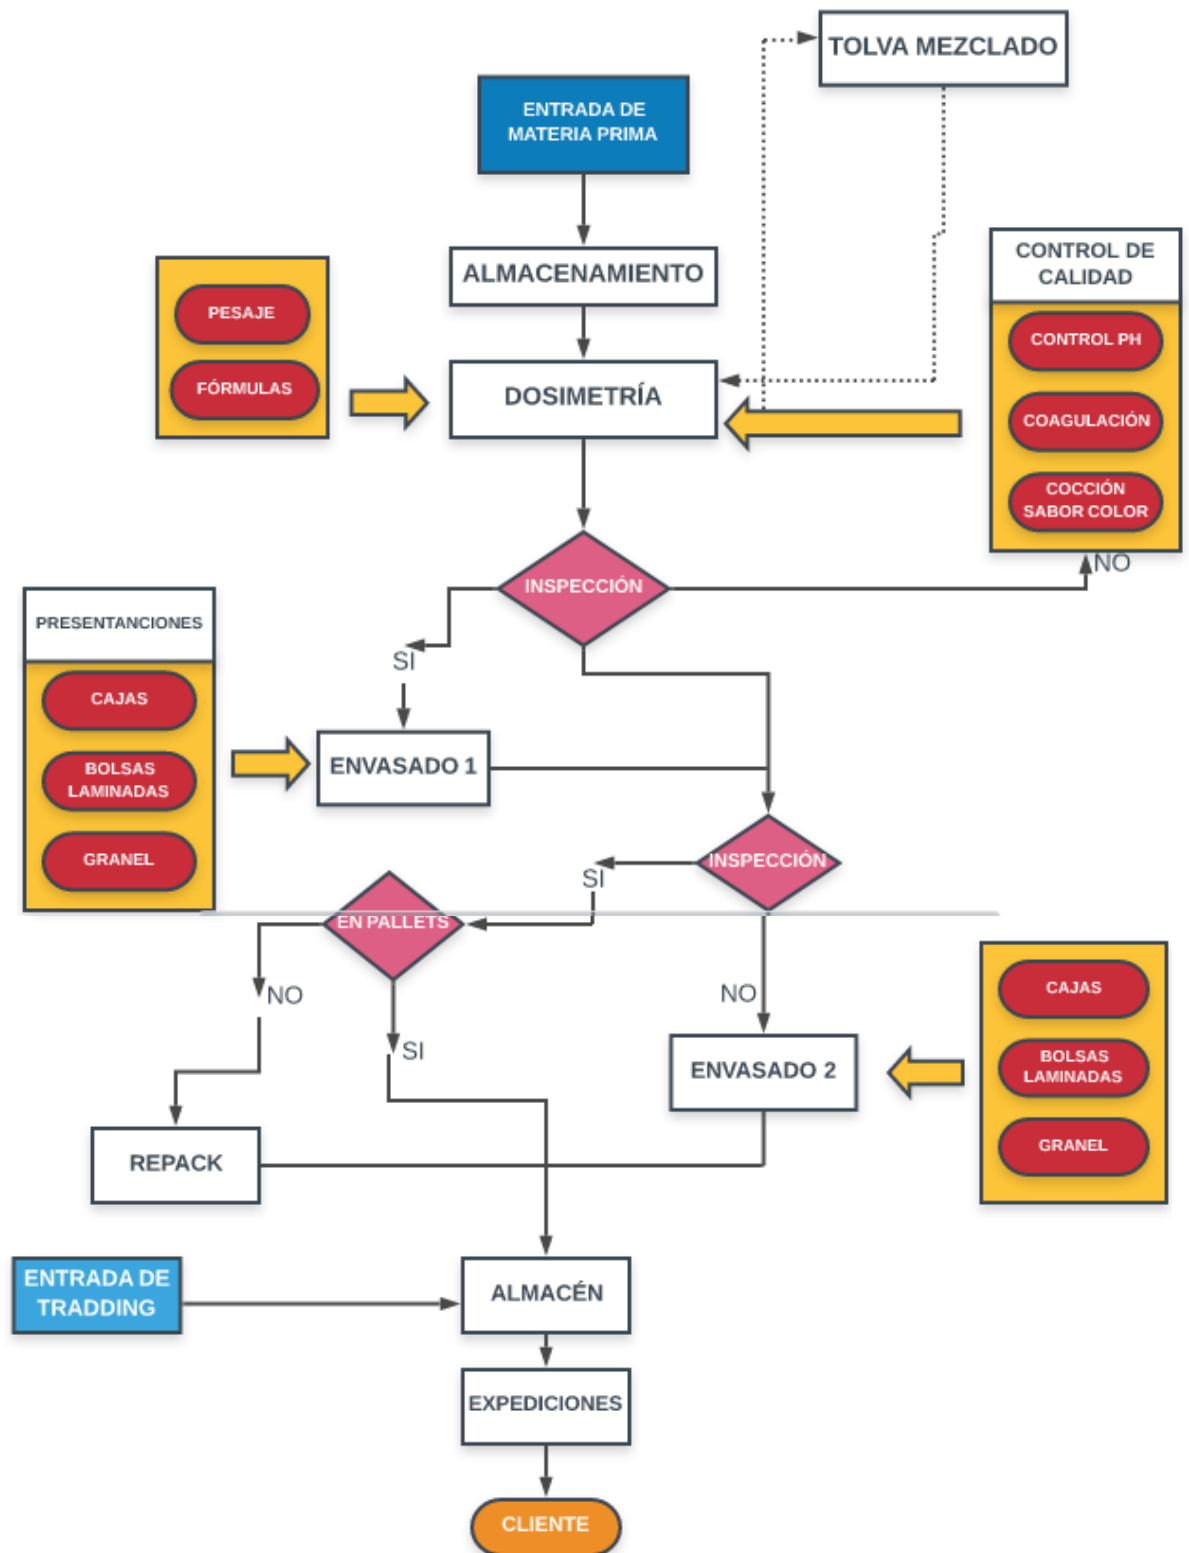 TOLVA MEZCLADO
ENTRADA DE
MATERIA PRIMA
ALMACENAMIENTO
CONTROL DE
CALIDAD
PESAJE
FÓRMULAS
DOSIMETRÍA
CONTROL PH
COAGULACIÓN
COCCIÓN
SABOR COLOR
NO
INSPECCIÓN
SI
PRESENTANCIONES
CAJAS
BOLSAS
LAMINADAS
GRANEL
ENVASADO 1
INSPECCIÓN
SI
EN PALLETS
NO
SI
NO
CAJAS
BOLSAS
LAMINADAS
GRANEL
ENVASADO 2
REPACK
ENTRADA DE
TRADDING
ALMACÉN
EXPEDICIONES
CLIENTE